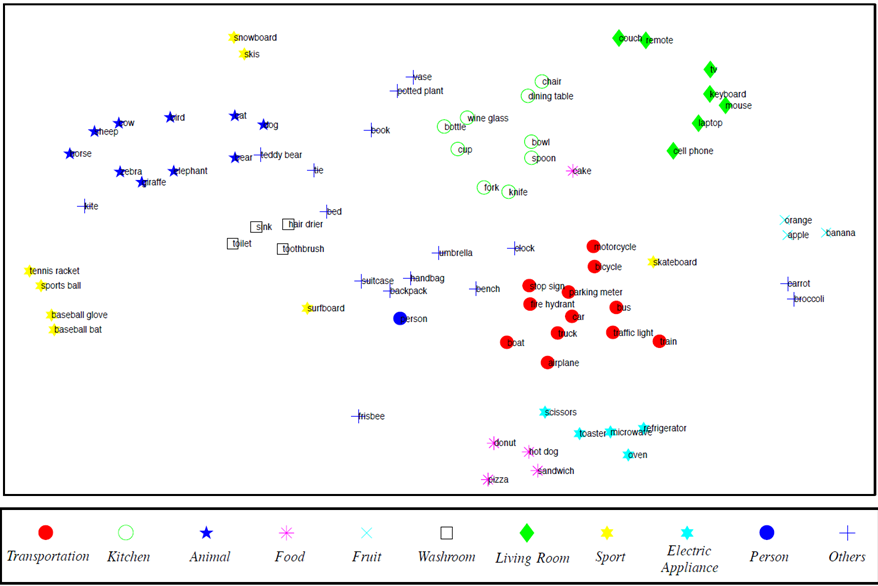 snowboard
skis
couch
remote
tv
vase
potted plant
chair
dining table
keyboard
mouse
laptop
cell phone
cow
sheep
horse
bird
cat
dog
book
bottle
wine glass
cup
bowl
spoon
cake
zebra
giraffe
elephant
bear
teddy bear
tie
fork
knife
kite
bed
sink
hair drier
toilet
toothbrush
orange
apple
banana
umbrella
clock
motorcycle
bicycle
skateboard
tennis racket
sports ball
suitcase
handbag
backpack
bench
stop sign
parking meter
carrot
broccoli
baseball glove
baseball bat
surfboard
person
fire hydrant
bus
car
truck
traffic light
boat
train
airplane
frisbee
scissors
toaster
microwave
refrigerator
oven
donut
hot dog
sandwich
pizza
Transportation
Kitchen
Animal
Food
Fruit
Washroom
Living Room
Sport
Electric
Appliance
Person
Others